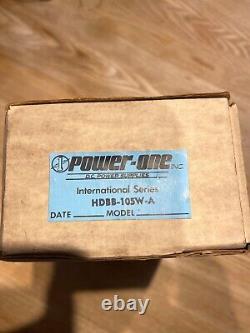 power-one INC.
D.C. POWER SUPPLIES
International Series
HDBB-105W-A
DATE MODEL